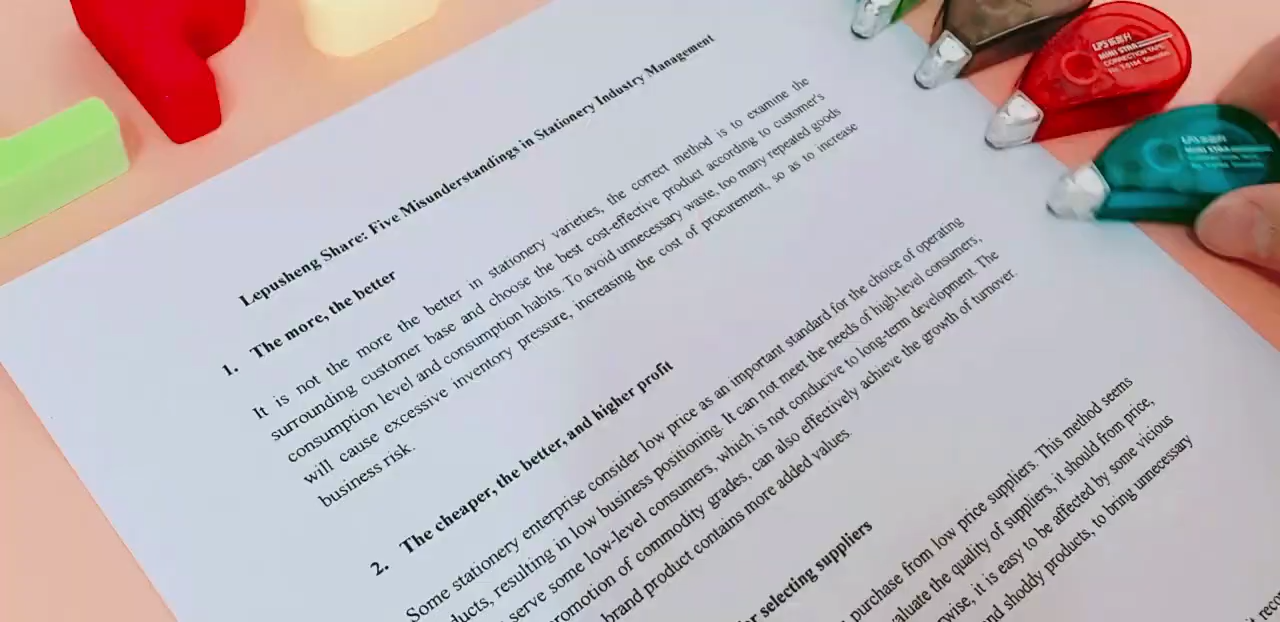 Lepusheng Share: Five Misunderstandings in Stationery Industry Management
1. The more, the better
It is not the more the better in stationery varieties, the correct method is to examine the
surrounding customer base and choose the best cost-effective product according to customer's
consumption level and consumption habits. To avoid unnecessary waste, too many repeated goods
will cause excessive inventory pressure, increasing the cost of procurement, so as to increase
business risk.
2. The cheaper, the better, and higher profit
Some stationery enterprise consider low price as an important standard for the choice of operating
ducts, resulting in low business positioning. It can not meet the needs of high-level consumers,
serve some low-level consumers, which is not conducive to long-term development. The
romotion of commodity grades, can also effectively achieve the growth of turnover.
brand product contains more added values.
selecting suppliers
purchase from low price suppliers. This method seems
aluate the quality of suppliers, it should from price,
rwise, it is easy to be affected by some vicious
nd shoddy products, to bring unnecessary
MINI STRA
CORRECTION TAPE